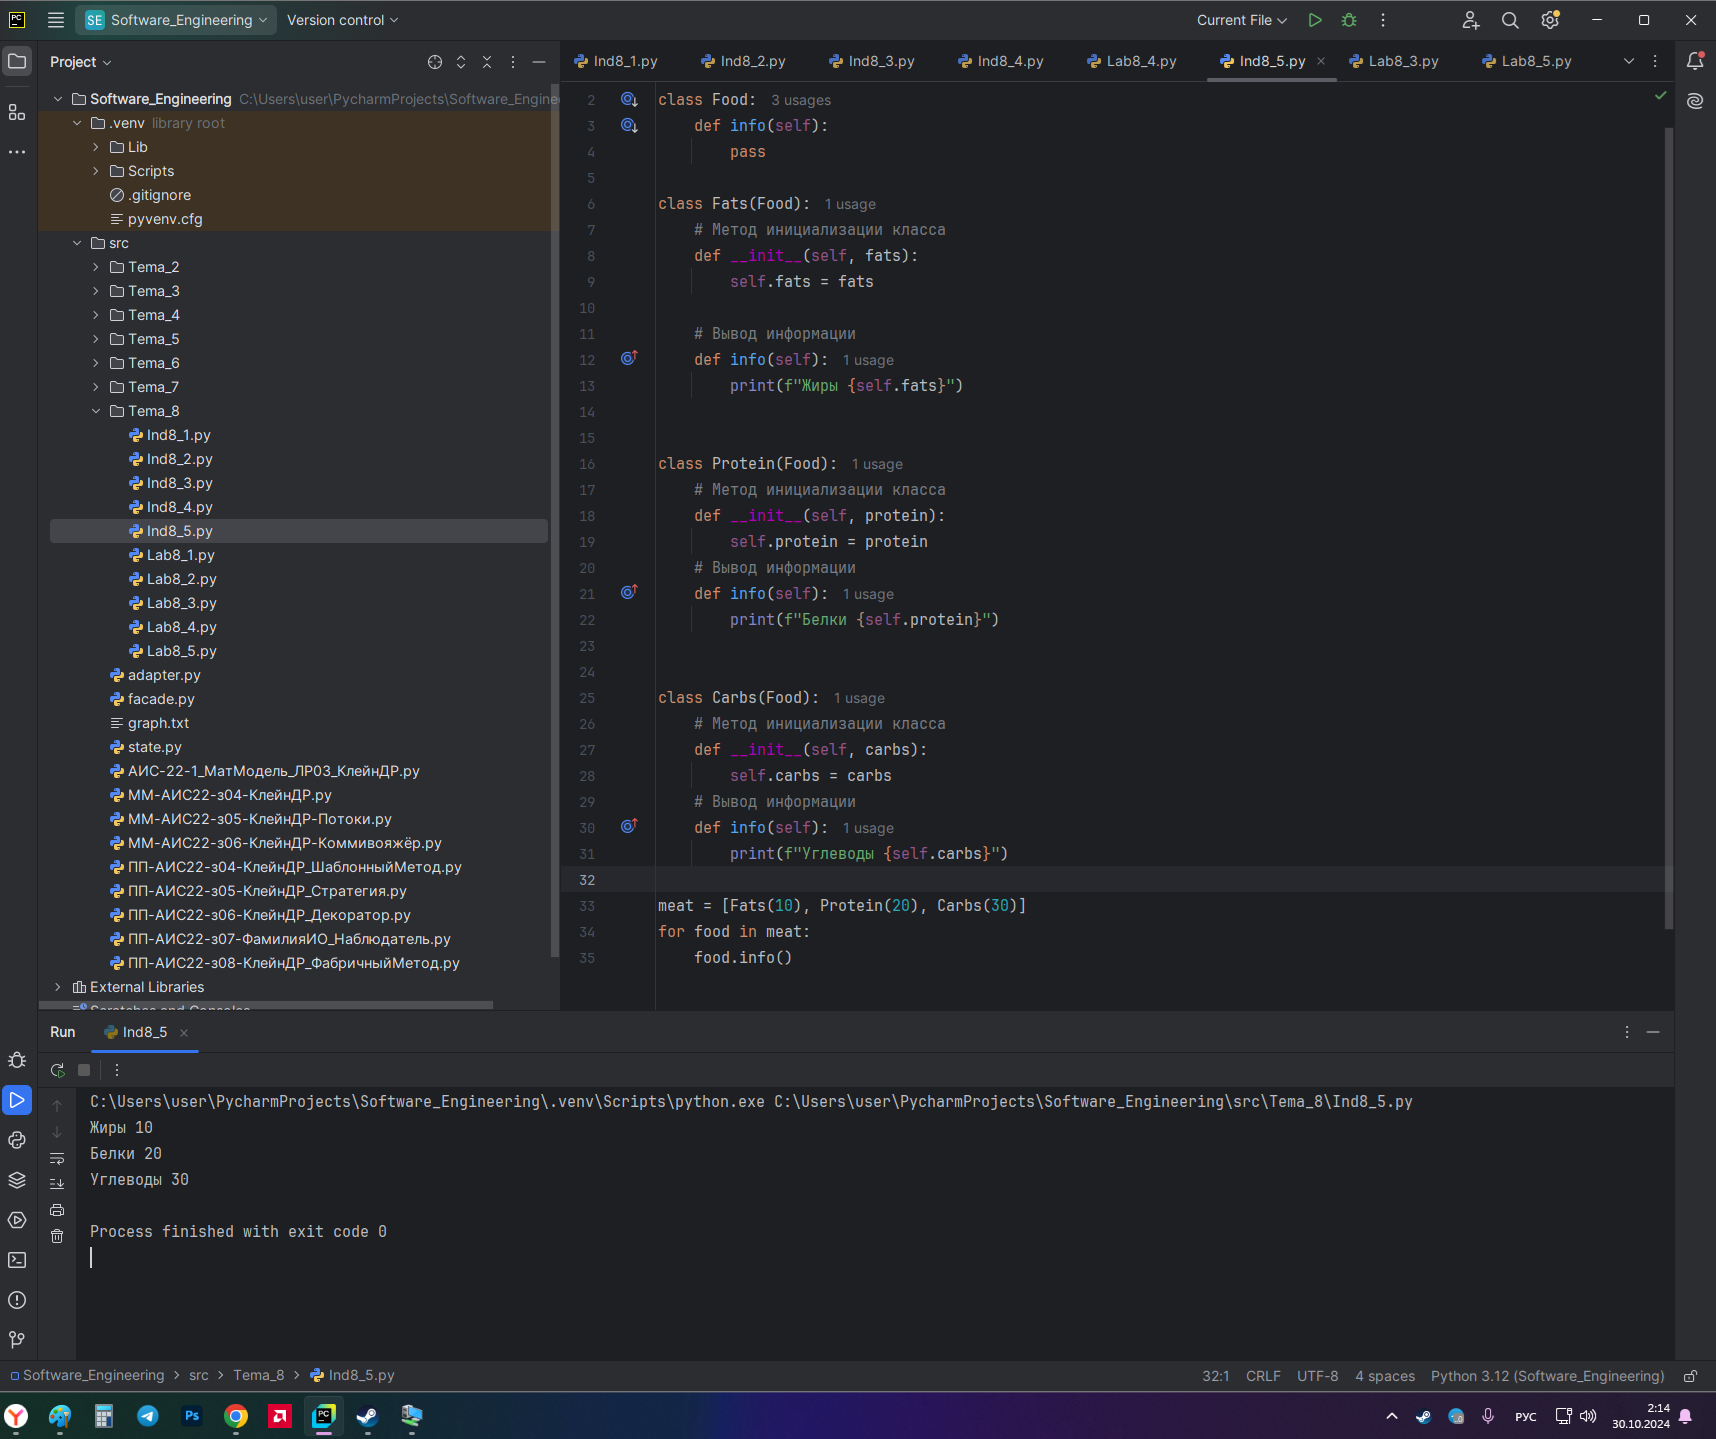 PC SE Software_Engineering Version control Current File
Project
Ind8_1.py Ind8_2.py Ind8_3.py Ind8_4.py Lab8_4.py Ind8_5.py Lab8_3.py Lab8_5.py
Software_Engineering C:\Users\user\PycharmProjects\Software_Engine
.venv library root
Lib
Scripts
.gitignore
pyvenv.cfg
src
Tema_2
Tema_3
Tema_4
Tema_5
Tema_6
Tema_7
Tema_8
Ind8_1.py
Ind8_2.py
Ind8_3.py
Ind8_4.py
Ind8_5.py
Lab8_1.py
Lab8_2.py
Lab8_3.py
Lab8_4.py
Lab8_5.py
adapter.py
facade.py
graph.txt
state.py
АИС-22-1_МатМодель_ЛР03_КлейнДР.py
ММ-АИС22-з04-КлейнДР.py
ММ-АИС22-з05-КлейнДР-Потоки.py
ММ-АИС22-з06-КлейнДР-Коммивояжёр.py
ПП-АИС22-з04-КлейнДР_ШаблонныйМетод.py
ПП-АИС22-з05-КлейнДР_Стратегия.py
ПП-АИС22-з06-КлейнДР_Декоратор.py
ПП-АИС22-з07-ФамилияИО_Наблюдатель.py
ПП-АИС22-з08-КлейнДР_ФабричныйМетод.py
External Libraries
Scratches and Consoles
2 class Food: 3 usages
3 def info(self):
4 pass
5
6 class Fats(Food): 1 usage
7 # Метод инициализации класса
8 def __init__(self, fats):
9 self.fats = fats
10
11 # Вывод информации
12 def info(self): 1 usage
13 print(f"Жиры {self.fats}")
14
15
16 class Protein(Food): 1 usage
17 # Метод инициализации класса
18 def __init__(self, protein):
19 self.protein = protein
20 # Вывод информации
21 def info(self): 1 usage
22 print(f"Белки {self.protein}")
23
24
25 class Carbs(Food): 1 usage
26 # Метод инициализации класса
27 def __init__(self, carbs):
28 self.carbs = carbs
29 # Вывод информации
30 def info(self): 1 usage
31 print(f"Углеводы {self.carbs}")
32
33 meat = [Fats(10), Protein(20), Carbs(30)]
34 for food in meat:
35 food.info()
Run Ind8_5
C:\Users\user\PycharmProjects\Software_Engineering\.venv\Scripts\python.exe C:\Users\user\PycharmProjects\Software_Engineering\src\Tema_8\Ind8_5.py
Жиры 10
Белки 20
Углеводы 30
Process finished with exit code 0
Software_Engineering > src > Tema_8 > Ind8_5.py 32:1 CRLF UTF-8 4 spaces Python 3.12 (Software_Engineering)
Y Ps PC РУС 2:14
30.10.2024